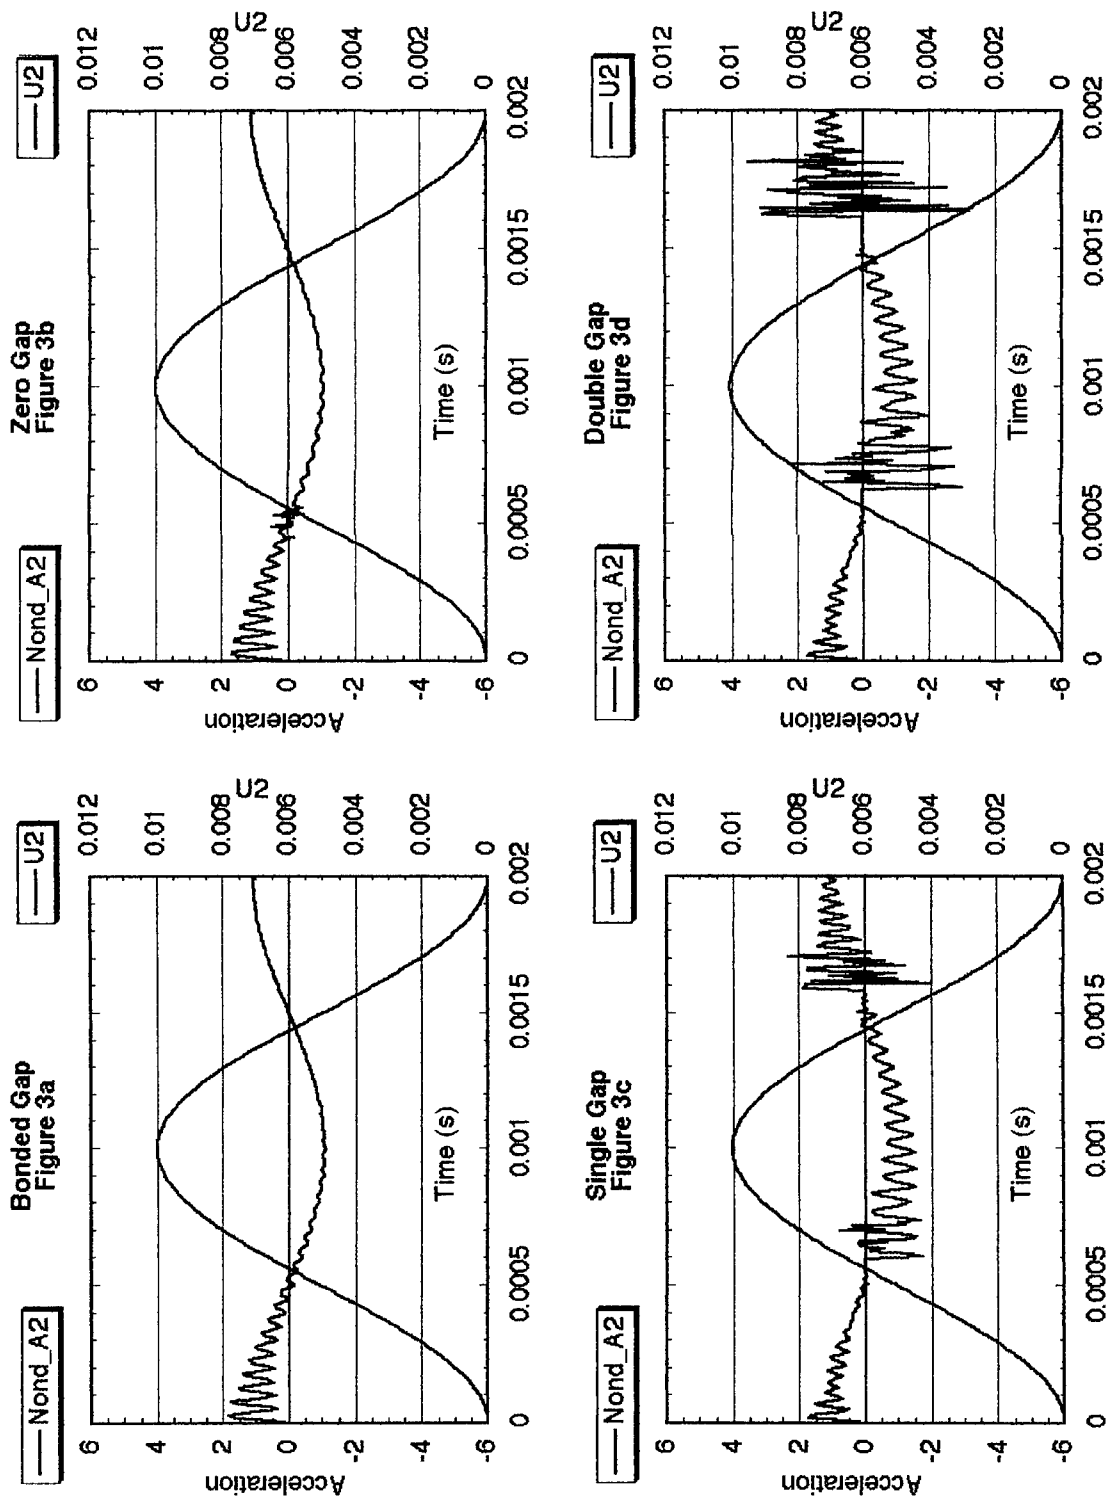 Bonded Gap
Figure 3a
Nond_A2
U2
Acceleration
6
4
2
0
-2
-4
-6
U2
0.012
0.01
0.008
0.006
0.004
0.002
0
Time (s)
0
0.0005
0.001
0.0015
0.002
Zero Gap
Figure 3b
Nond_A2
U2
Acceleration
6
4
2
0
-2
-4
-6
U2
0.012
0.01
0.008
0.006
0.004
0.002
0
Time (s)
0
0.0005
0.001
0.0015
0.002
Single Gap
Figure 3c
Nond_A2
U2
Acceleration
6
4
2
0
-2
-4
-6
U2
0.012
0.01
0.008
0.006
0.004
0.002
0
Time (s)
0
0.0005
0.001
0.0015
0.002
Double Gap
Figure 3d
Nond_A2
U2
Acceleration
6
4
2
0
-2
-4
-6
U2
0.012
0.01
0.008
0.006
0.004
0.002
0
Time (s)
0
0.0005
0.001
0.0015
0.002